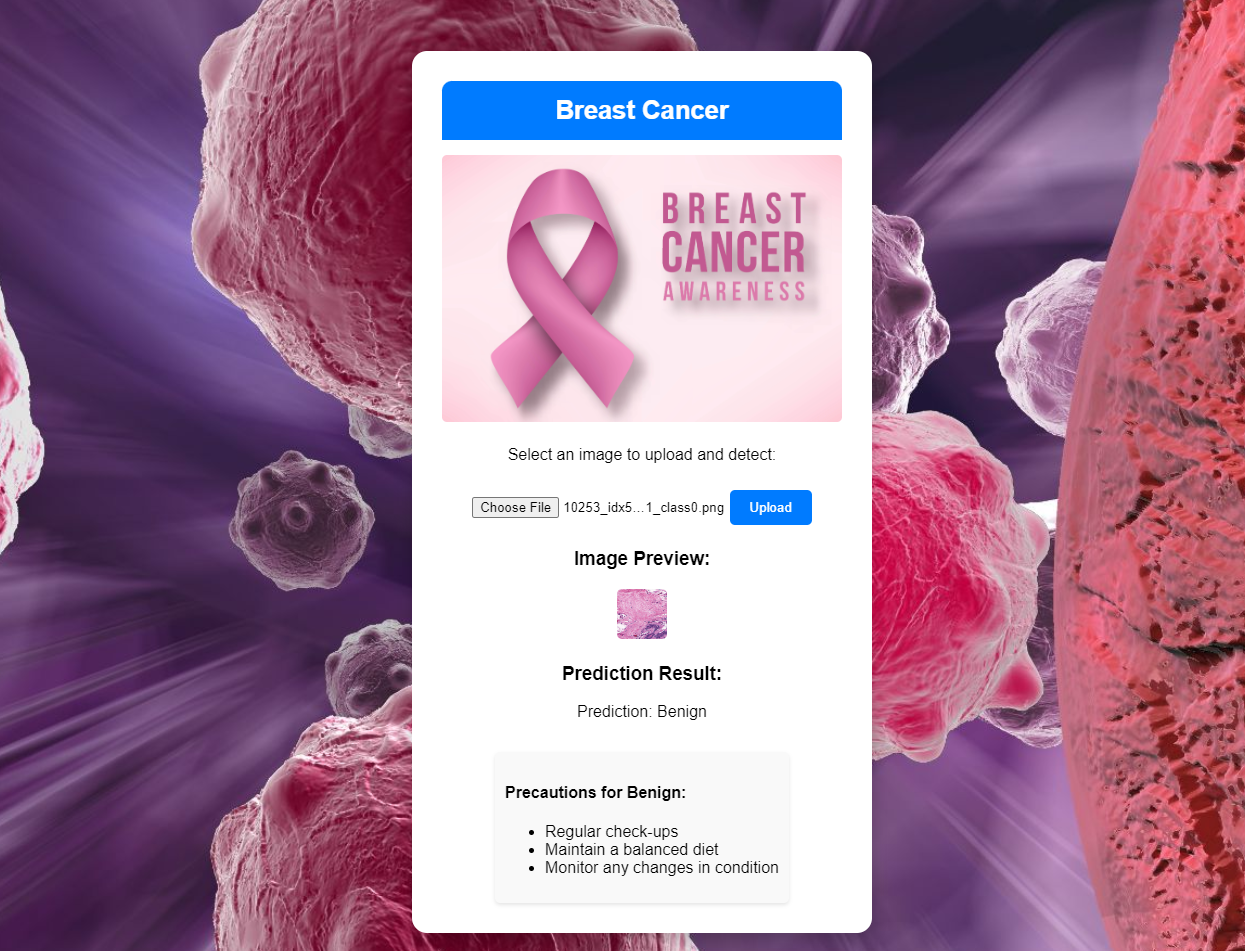 Breast Cancer
BREAST
CANCER
AWARENESS
Select an image to upload and detect:
Choose File 10253_idx5...1_class0.png Upload
Image Preview:
Prediction Result:
Prediction: Benign
Precautions for Benign:
• Regular check-ups
• Maintain a balanced diet
• Monitor any changes in condition